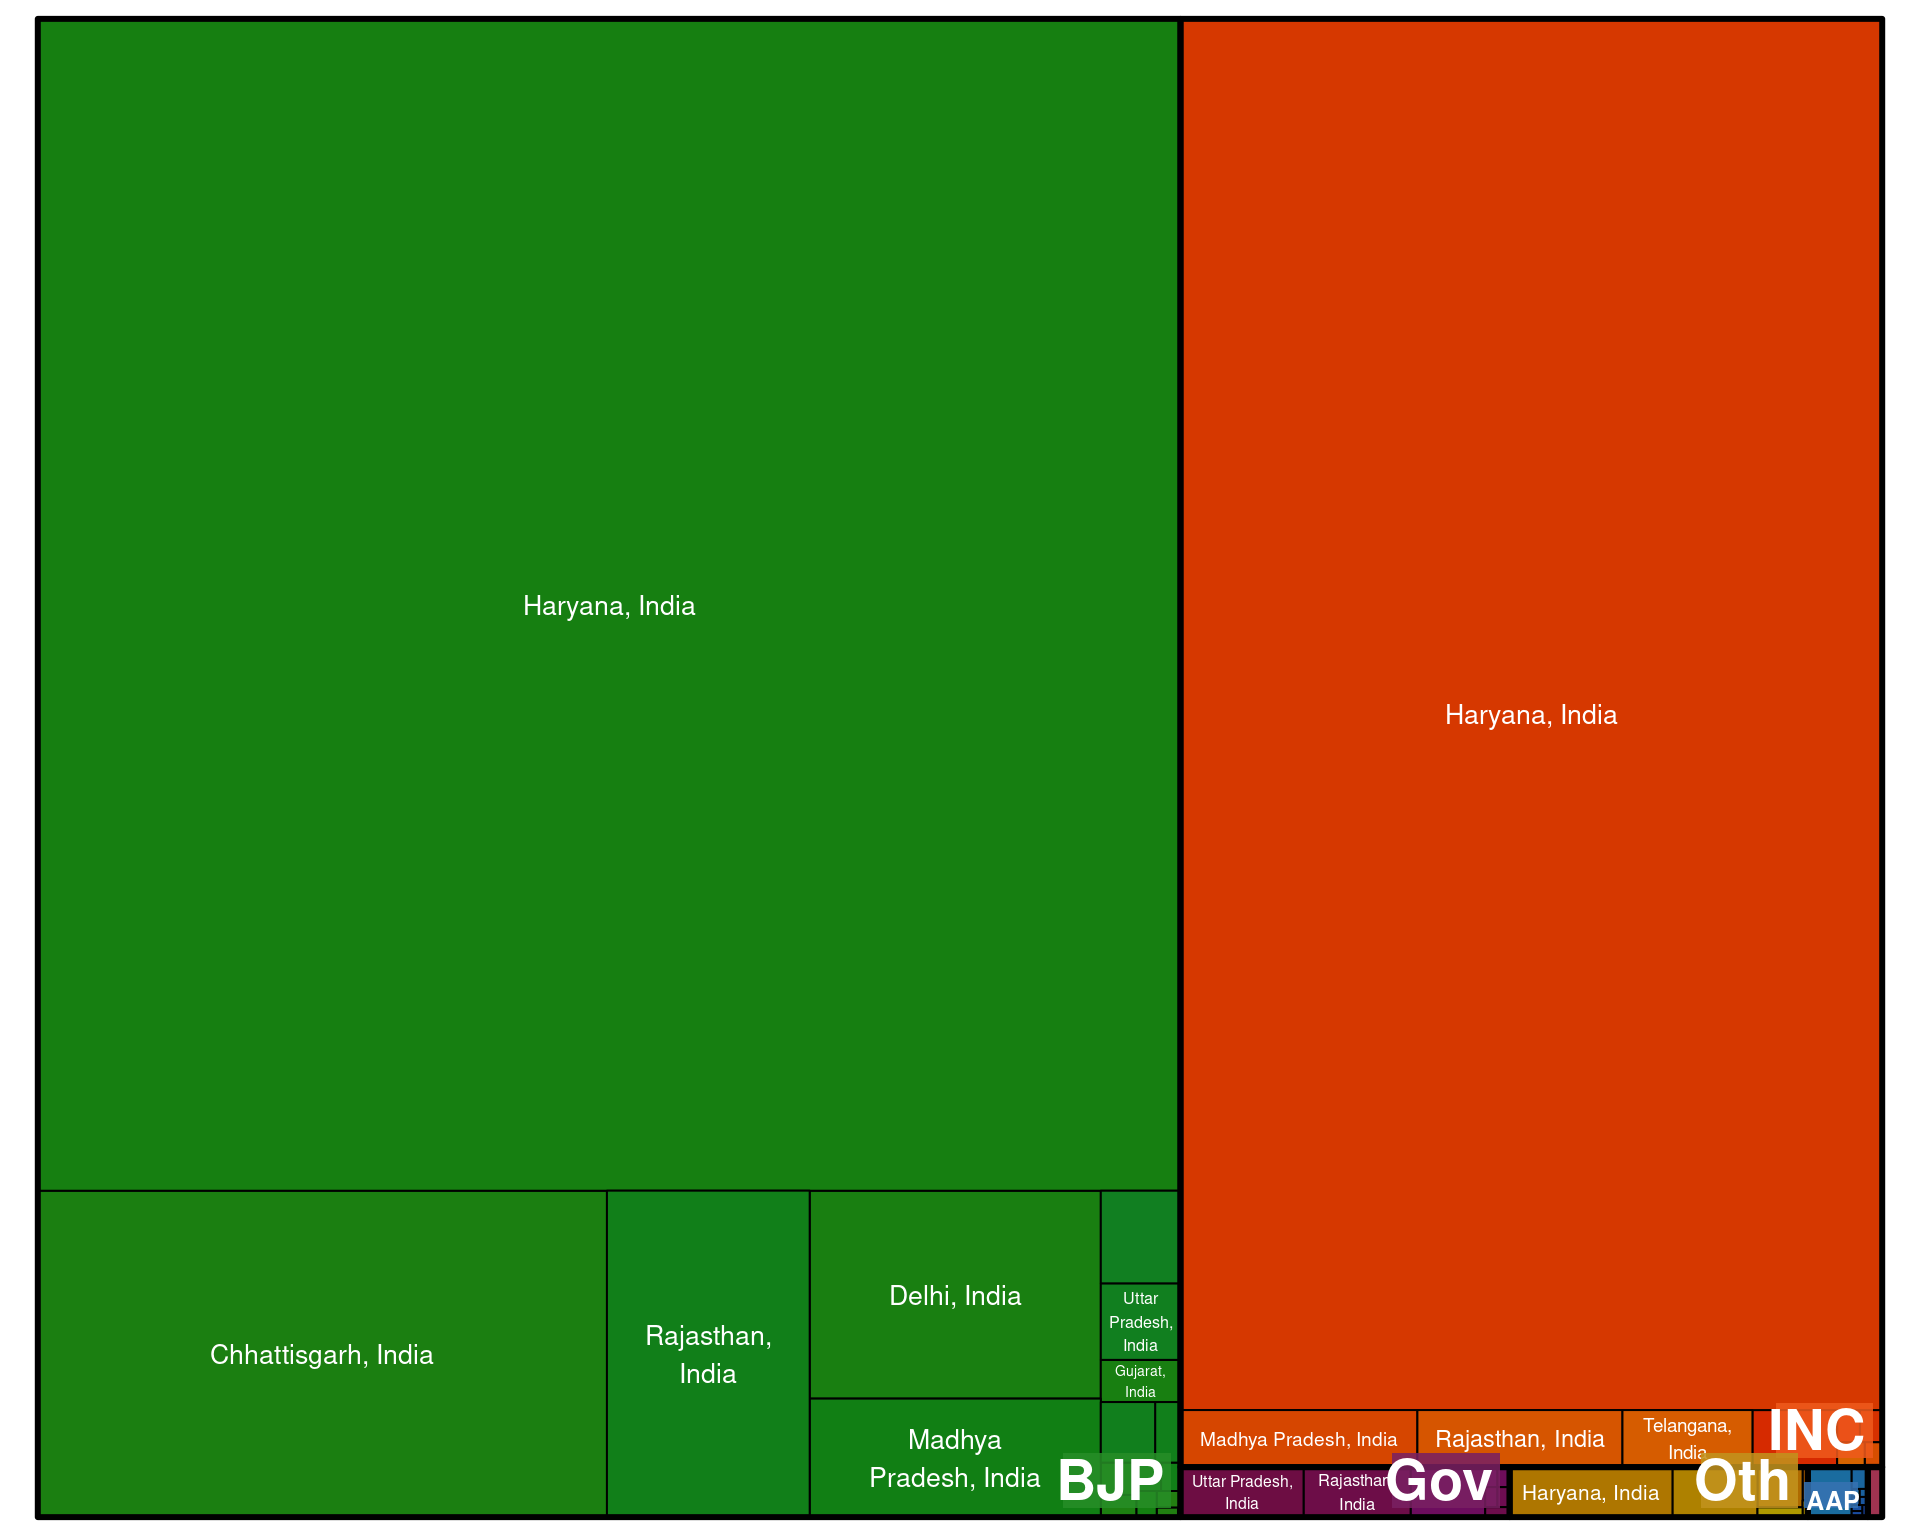 Haryana, India
Haryana, India
Chhattisgarh, India
Rajasthan,
India
Delhi, India
Madhya
Pradesh, India
Uttar
Pradesh,
India
Gujarat,
India
BJP
Madhya Pradesh, India
Rajasthan, India
Telangana,
India
INC
Uttar Pradesh,
India
Rajasthan
India
Gov
Haryana, India
Oth
AAP